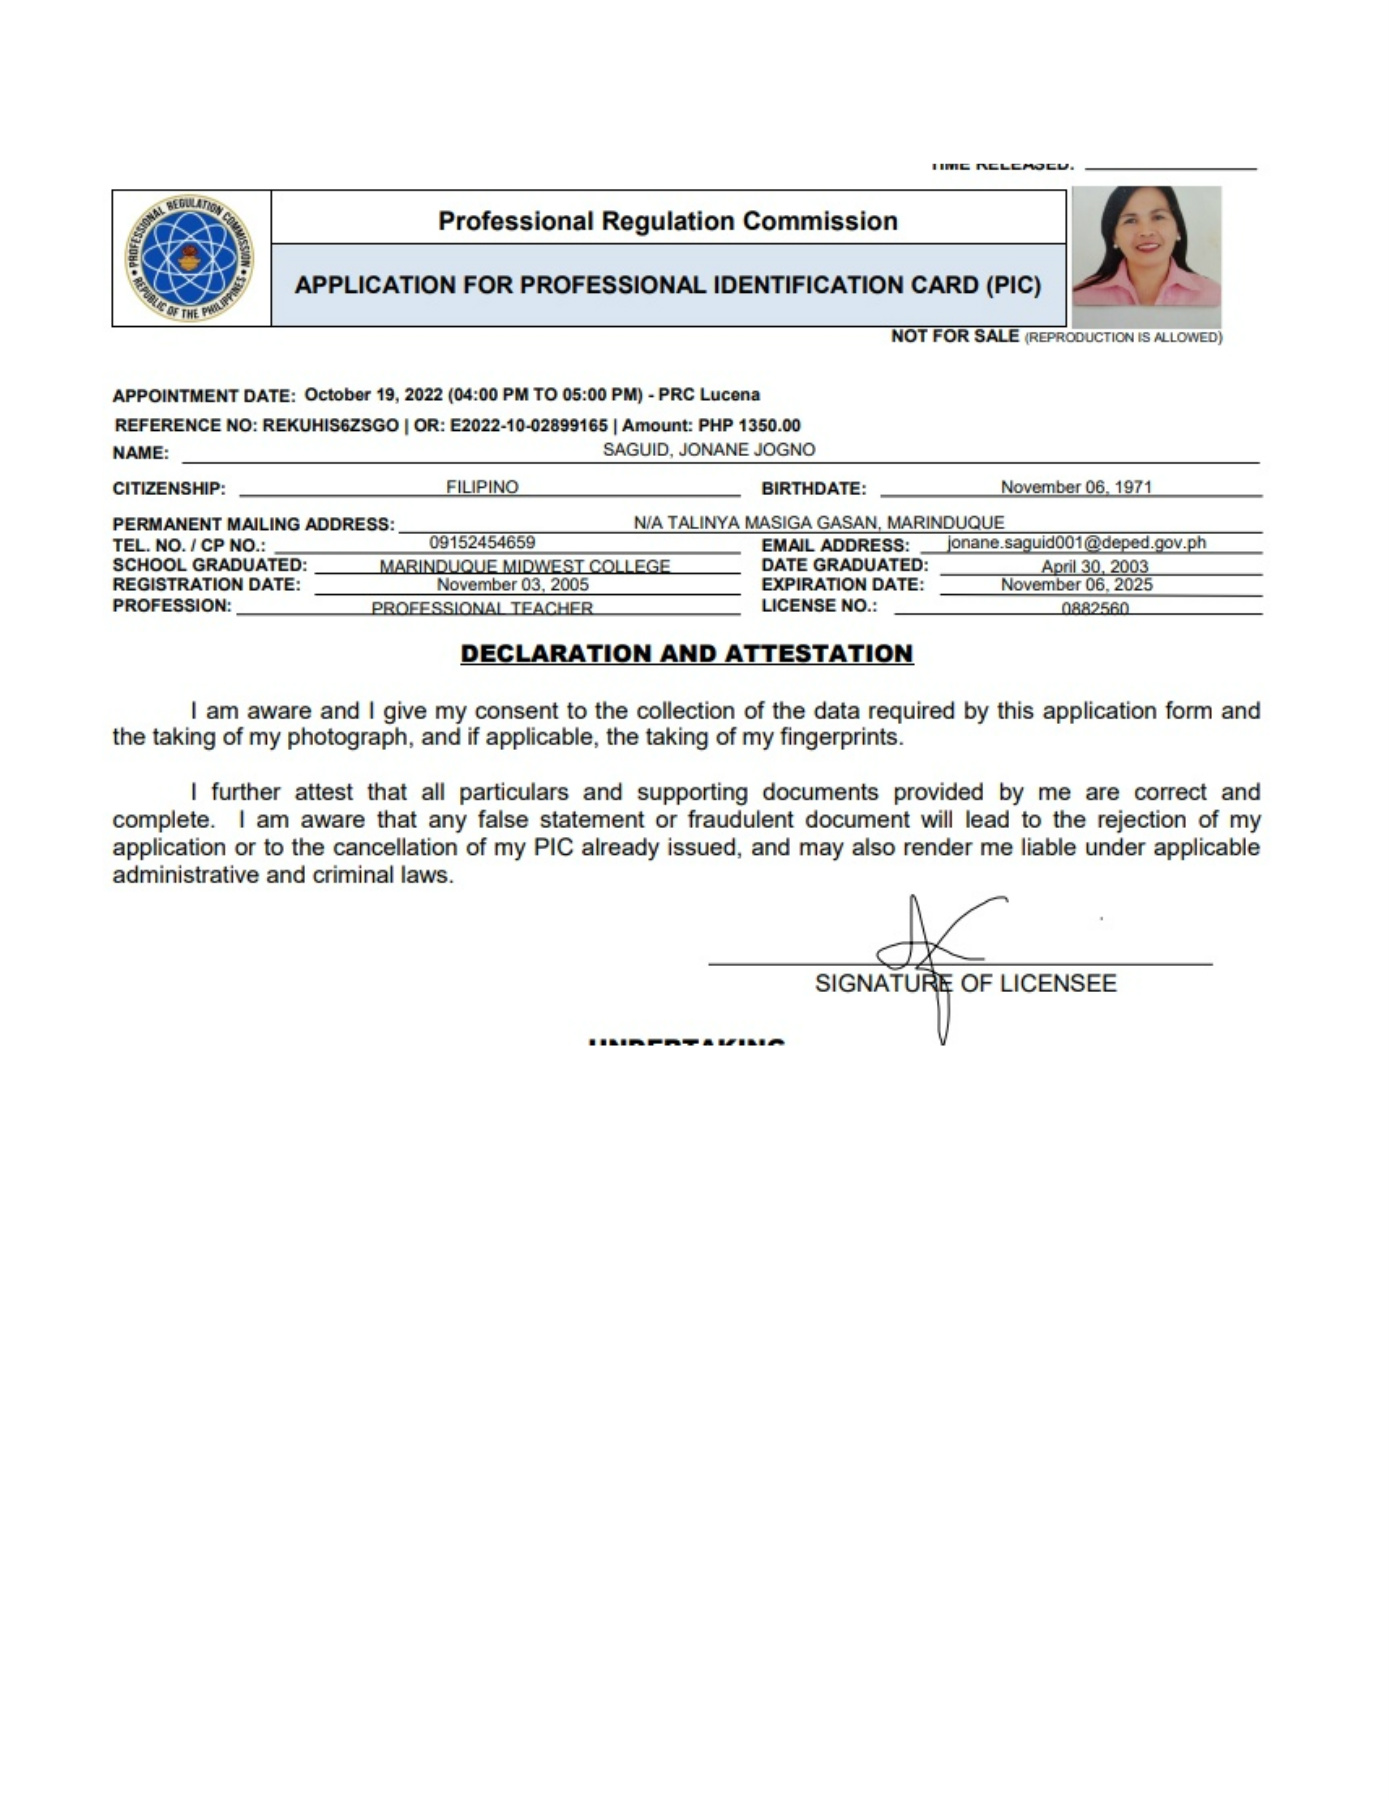 TIME RELEASED:
PROFESSIONAL REGULATION COMMISSION
REPUBLIC OF THE PHILIPPINES
Professional Regulation Commission
APPLICATION FOR PROFESSIONAL IDENTIFICATION CARD (PIC)
NOT FOR SALE (REPRODUCTION IS ALLOWED)
APPOINTMENT DATE: October 19, 2022 (04:00 PM TO 05:00 PM) - PRC Lucena
REFERENCE NO: REKUHIS6ZSGO | OR: E2022-10-02899165 | Amount: PHP 1350.00
NAME: SAGUID, JONANE JOGNO
CITIZENSHIP: FILIPINO BIRTHDATE: November 06, 1971
PERMANENT MAILING ADDRESS: N/A TALINYA MASIGA GASAN, MARINDUQUE
TEL. NO. / CP NO.: 09152454659 EMAIL ADDRESS: jonane.saguid001@deped.gov.ph
SCHOOL GRADUATED: MARINDUQUE MIDWEST COLLEGE DATE GRADUATED: April 30, 2003
REGISTRATION DATE: November 03, 2005 EXPIRATION DATE: November 06, 2025
PROFESSION: PROFESSIONAL TEACHER LICENSE NO.: 0882560
DECLARATION AND ATTESTATION
I am aware and I give my consent to the collection of the data required by this application form and
the taking of my photograph, and if applicable, the taking of my fingerprints.
I further attest that all particulars and supporting documents provided by me are correct and
complete. I am aware that any false statement or fraudulent document will lead to the rejection of my
application or to the cancellation of my PIC already issued, and may also render me liable under applicable
administrative and criminal laws.
SIGNATURE OF LICENSEE
UNDERTAKING